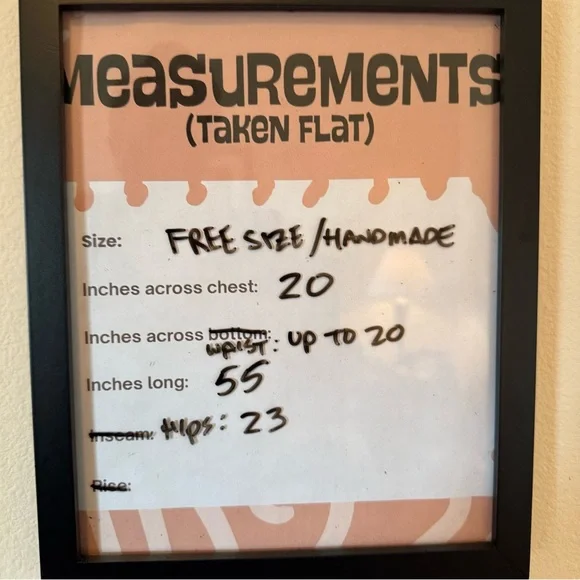 MeasureMeNTS
(TaKeN FLaT)
Size: FREE SIZE/HANDMADE
Inches across chest: 20
Inches across bottom: UP TO 20
WAIST:
Inches long: 55
Inseam: HIPS: 23
Rise: